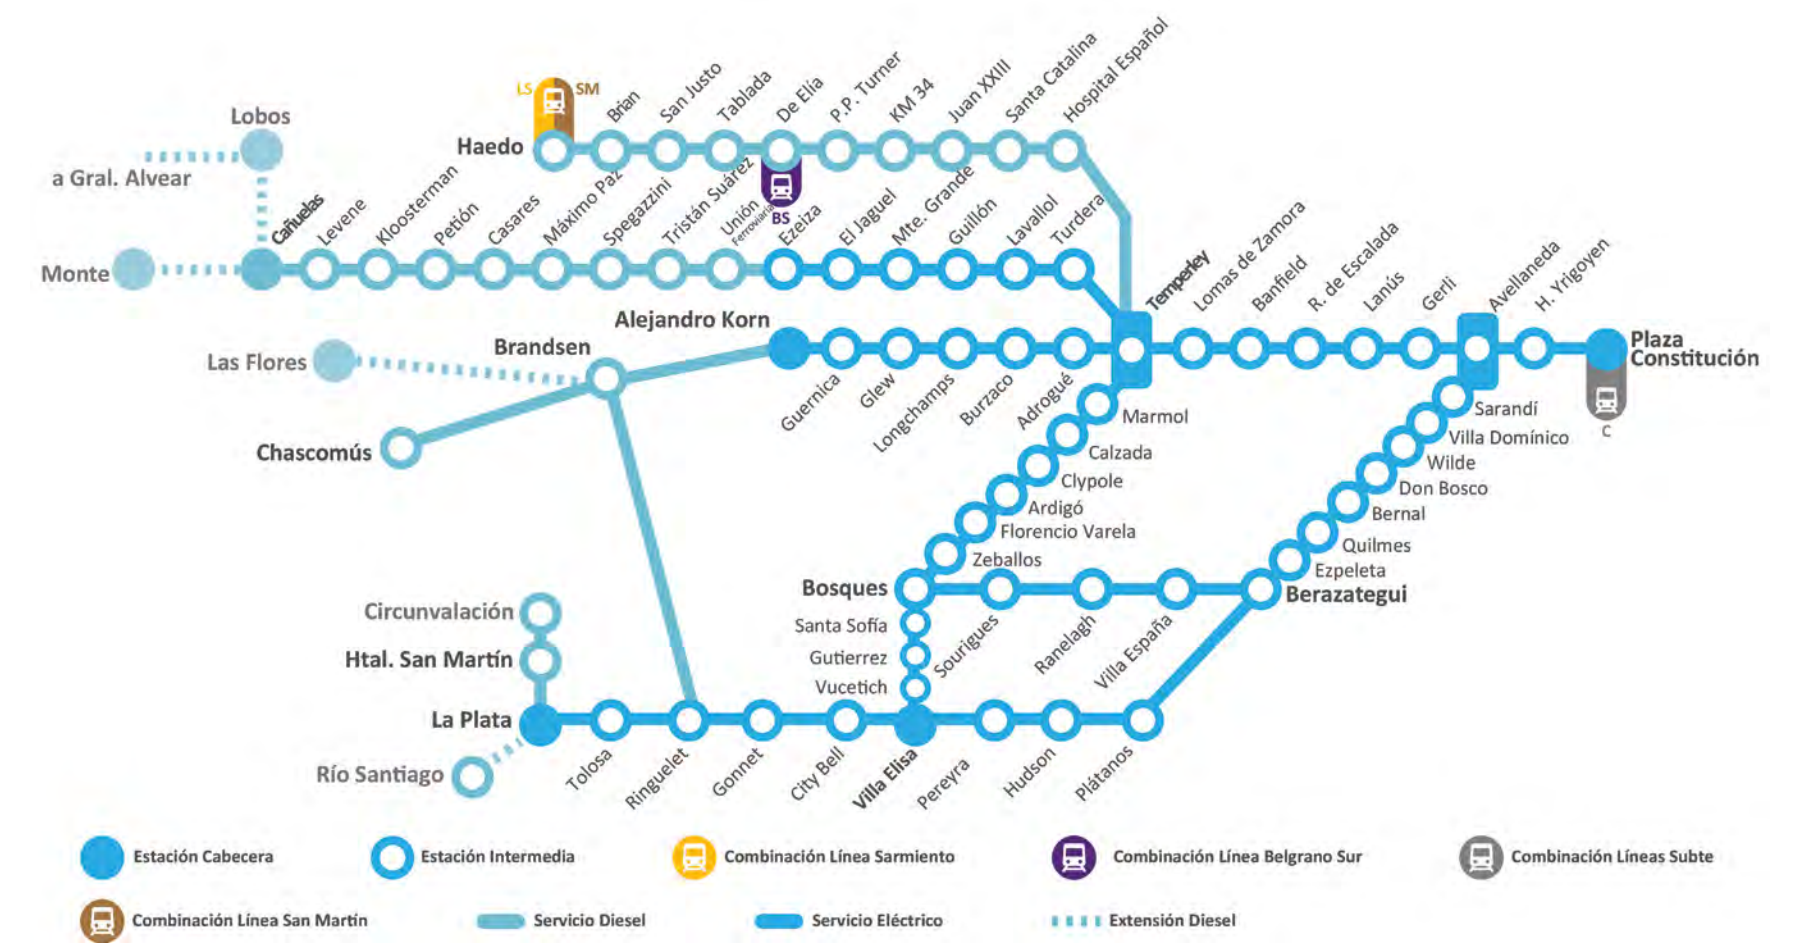 LS
SM
Haedo
Brian
San Justo
Tablada
De Elía
P.P. Turner
KM 34
Juan XXIII
Santa Catalina
Hospital Español
BS
Lobos
a Gral. Alvear
Monte
Cañuelas
Levene
Kloosterman
Petión
Casares
Máximo Paz
Spegazzini
Tristán Suárez
Unión
Ferroviaria
Ezeiza
El Jaguel
Mte. Grande
Guillón
Lavallol
Turdera
Temperley
Lomas de Zamora
Banfield
R. de Escalada
Lanús
Gerli
Avellaneda
H. Yrigoyen
Plaza
Constitución
C
Alejandro Korn
Brandsen
Las Flores
Chascomús
Guernica
Glew
Longchamps
Burzaco
Adrogué
Marmol
Calzada
Clypole
Ardigó
Florencio Varela
Zeballos
Sarandí
Villa Domínico
Wilde
Don Bosco
Bernal
Quilmes
Ezpeleta
Berazategui
Bosques
Santa Sofía
Gutierrez
Vucetich
Sourigues
Ranelagh
Villa España
Circunvalación
Htal. San Martín
La Plata
Río Santiago
Tolosa
Ringuelet
Gonnet
City Bell
Villa Elisa
Pereyra
Hudson
Plátanos
Estación Cabecera
Estación Intermedia
Combinación Línea Sarmiento
Combinación Línea Belgrano Sur
Combinación Líneas Subte
Combinación Línea San Martín
Servicio Diesel
Servicio Eléctrico
Extensión Diesel